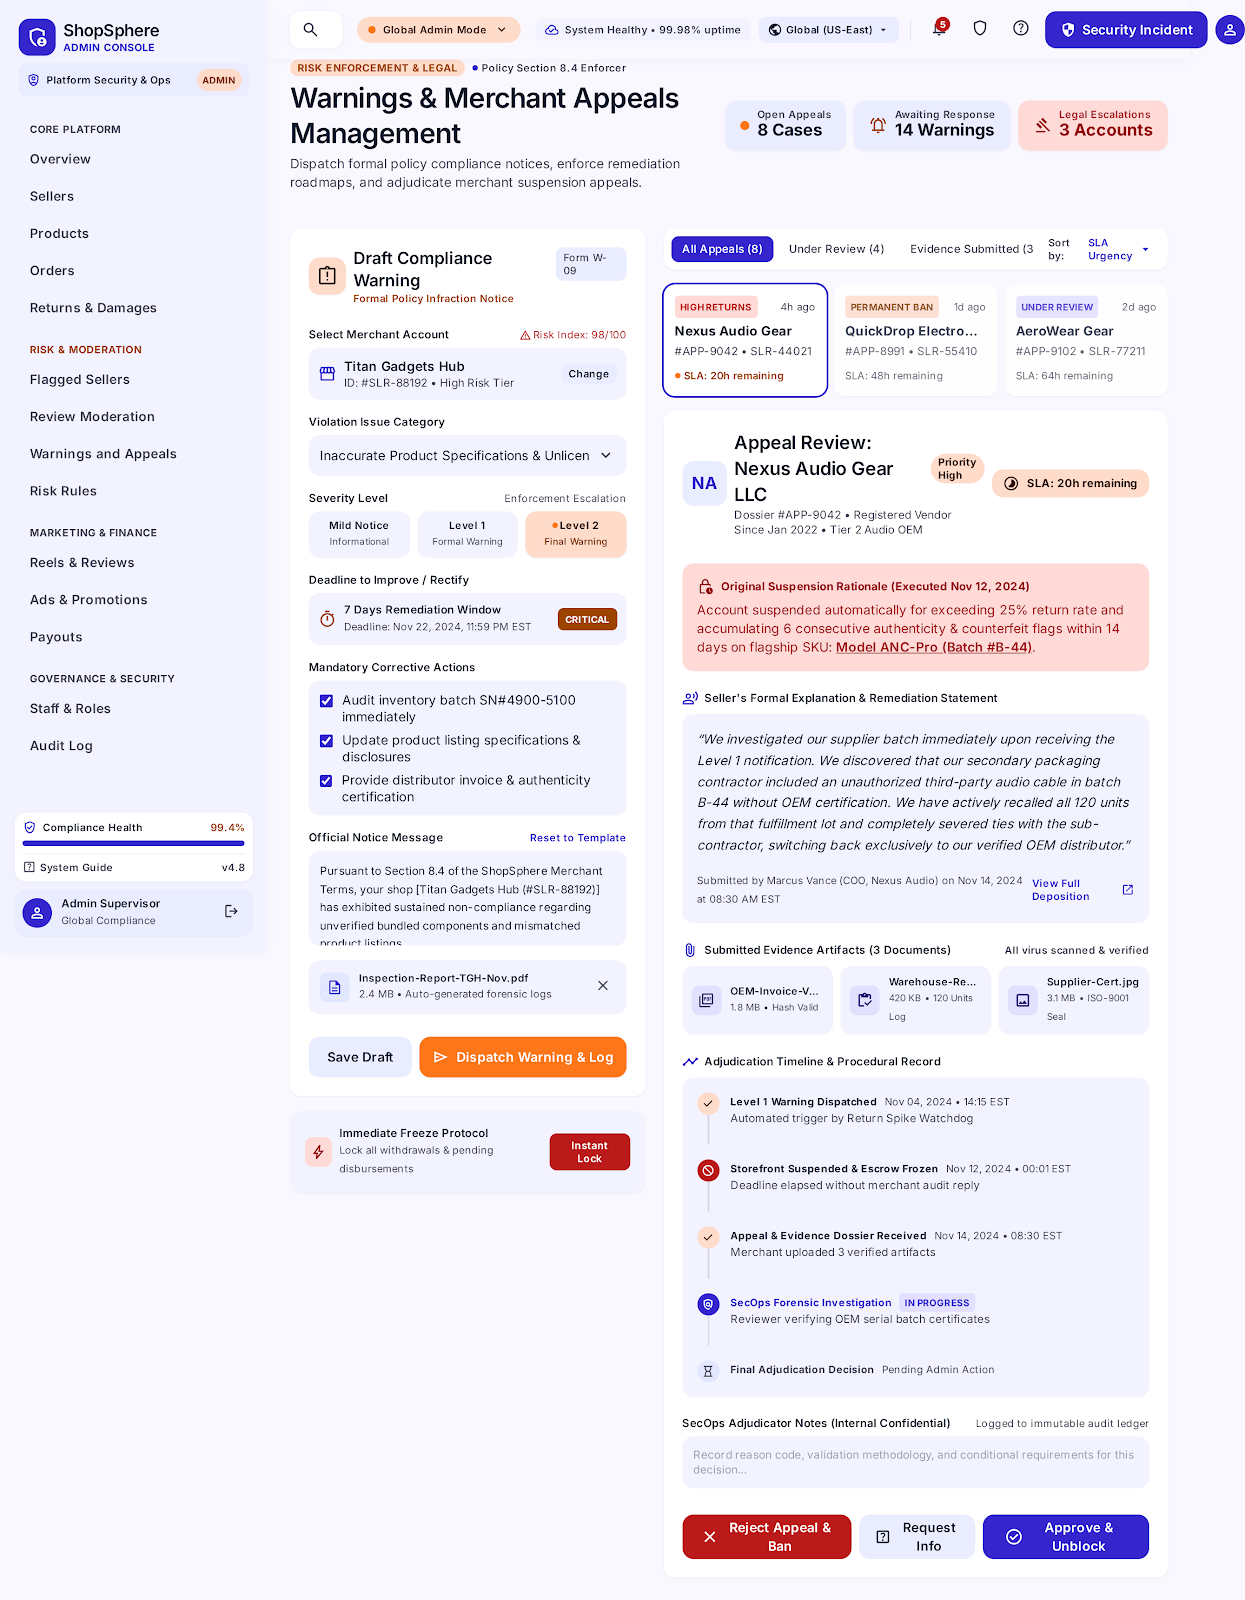 ShopSphere
ADMIN CONSOLE
Platform Security & Ops
ADMIN
CORE PLATFORM
Overview
Sellers
Products
Orders
Returns & Damages
RISK & MODERATION
Flagged Sellers
Review Moderation
Warnings and Appeals
Risk Rules
MARKETING & FINANCE
Reels & Reviews
Ads & Promotions
Payouts
GOVERNANCE & SECURITY
Staff & Roles
Audit Log
Compliance Health
99.4%
System Guide
v4.8
Admin Supervisor
Global Compliance
Global Admin Mode
System Healthy • 99.98% uptime
Global (US-East)
5
Security Incident
RISK ENFORCEMENT & LEGAL
Policy Section 8.4 Enforcer
Warnings & Merchant Appeals
Management
Dispatch formal policy compliance notices, enforce remediation
roadmaps, and adjudicate merchant suspension appeals.
Open Appeals
8 Cases
Awaiting Response
14 Warnings
Legal Escalations
3 Accounts
Draft Compliance
Warning
Formal Policy Infraction Notice
Form W-
09
Select Merchant Account
Risk Index: 98/100
Titan Gadgets Hub
ID: #SLR-88192 • High Risk Tier
Change
Violation Issue Category
Inaccurate Product Specifications & Unlicen
Severity Level
Enforcement Escalation
Mild Notice
Informational
Level 1
Formal Warning
Level 2
Final Warning
Deadline to Improve / Rectify
7 Days Remediation Window
Deadline: Nov 22, 2024, 11:59 PM EST
CRITICAL
Mandatory Corrective Actions
Audit inventory batch SN#4900-5100
immediately
Update product listing specifications &
disclosures
Provide distributor invoice & authenticity
certification
Official Notice Message
Reset to Template
Pursuant to Section 8.4 of the ShopSphere Merchant
Terms, your shop [Titan Gadgets Hub (#SLR-88192)]
has exhibited sustained non-compliance regarding
unverified bundled components and mismatched
product listings
Inspection-Report-TGH-Nov.pdf
2.4 MB • Auto-generated forensic logs
Save Draft
Dispatch Warning & Log
Immediate Freeze Protocol
Lock all withdrawals & pending
disbursements
Instant
Lock
All Appeals (8)
Under Review (4)
Evidence Submitted (3
Sort
by:
SLA
Urgency
HIGH RETURNS
4h ago
Nexus Audio Gear
#APP-9042 • SLR-44021
SLA: 20h remaining
PERMANENT BAN
1d ago
QuickDrop Electro...
#APP-8991 • SLR-55410
SLA: 48h remaining
UNDER REVIEW
2d ago
AeroWear Gear
#APP-9102 • SLR-77211
SLA: 64h remaining
NA
Appeal Review:
Nexus Audio Gear
LLC
Priority
High
SLA: 20h remaining
Dossier #APP-9042 • Registered Vendor
Since Jan 2022 • Tier 2 Audio OEM
Original Suspension Rationale (Executed Nov 12, 2024)
Account suspended automatically for exceeding 25% return rate and
accumulating 6 consecutive authenticity & counterfeit flags within 14
days on flagship SKU: Model ANC-Pro (Batch #B-44).
Seller's Formal Explanation & Remediation Statement
“We investigated our supplier batch immediately upon receiving the
Level 1 notification. We discovered that our secondary packaging
contractor included an unauthorized third-party audio cable in batch
B-44 without OEM certification. We have actively recalled all 120 units
from that fulfillment lot and completely severed ties with the sub-
contractor, switching back exclusively to our verified OEM distributor.”
Submitted by Marcus Vance (COO, Nexus Audio) on Nov 14, 2024
at 08:30 AM EST
View Full
Deposition
Submitted Evidence Artifacts (3 Documents)
All virus scanned & verified
OEM-Invoice-V...
1.8 MB • Hash Valid
Warehouse-Re...
420 KB • 120 Units
Log
Supplier-Cert.jpg
3.1 MB • ISO-9001
Seal
Adjudication Timeline & Procedural Record
Level 1 Warning Dispatched Nov 04, 2024 • 14:15 EST
Automated trigger by Return Spike Watchdog
Storefront Suspended & Escrow Frozen Nov 12, 2024 • 00:01 EST
Deadline elapsed without merchant audit reply
Appeal & Evidence Dossier Received Nov 14, 2024 • 08:30 EST
Merchant uploaded 3 verified artifacts
SecOps Forensic Investigation IN PROGRESS
Reviewer verifying OEM serial batch certificates
Final Adjudication Decision Pending Admin Action
SecOps Adjudicator Notes (Internal Confidential)
Logged to immutable audit ledger
Record reason code, validation methodology, and conditional requirements for this
decision...
Reject Appeal &
Ban
Request
Info
Approve &
Unblock